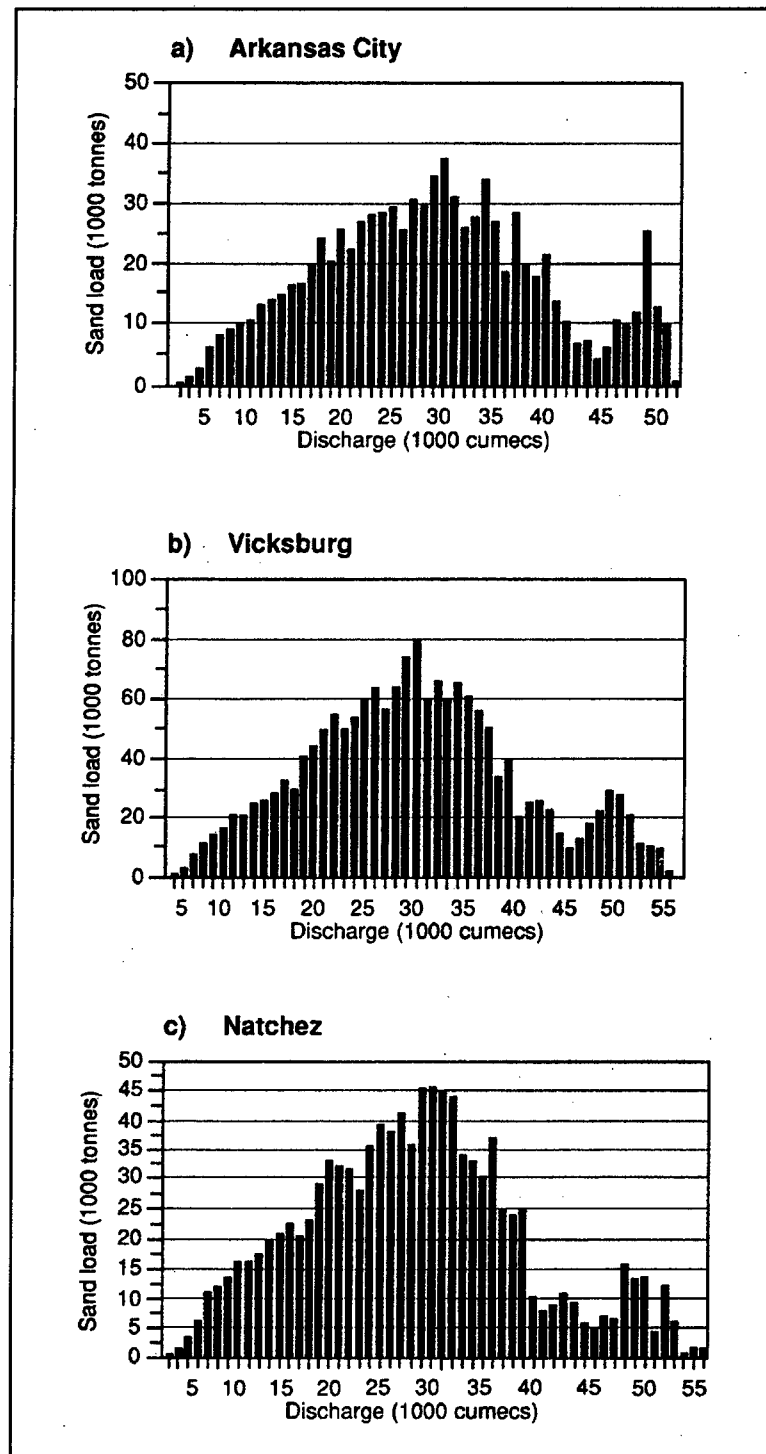 a) Arkansas City
50
40
30
20
10
0
Sand load (1000 tonnes)
5 10 15 20 25 30 35 40 45 50
Discharge (1000 cumecs)
b) Vicksburg
100
80
60
40
20
0
Sand load (1000 tonnes)
5 10 15 20 25 30 35 40 45 50 55
Discharge (1000 cumecs)
c) Natchez
50
45
40
35
30
25
20
15
10
5
0
Sand load (1000 tonnes)
5 10 15 20 25 30 35 45 50 55
Discharge (1000 cumecs)